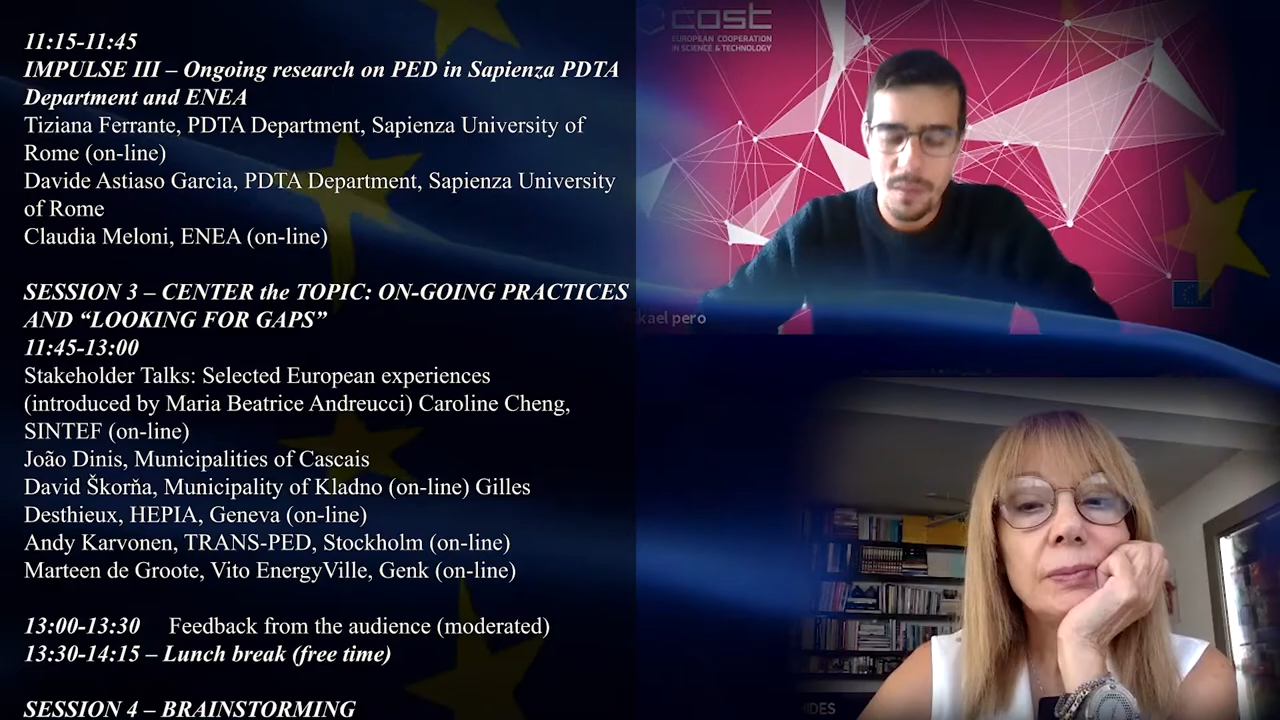 11:15-11:45
IMPULSE III – Ongoing research on PED in Sapienza PDTA
Department and ENEA
Tiziana Ferrante, PDTA Department, Sapienza University of
Rome (on-line)
Davide Astiaso Garcia, PDTA Department, Sapienza University
of Rome
Claudia Meloni, ENEA (on-line)
SESSION 3 – CENTER the TOPIC: ON-GOING PRACTICES
AND “LOOKING FOR GAPS”
11:45-13:00
Stakeholder Talks: Selected European experiences
(introduced by Maria Beatrice Andreucci) Caroline Cheng,
SINTEF (on-line)
João Dinis, Municipalities of Cascais
David Škorňa, Municipality of Kladno (on-line) Gilles
Desthieux, HEPIA, Geneva (on-line)
Andy Karvonen, TRANS-PED, Stockholm (on-line)
Marteen de Groote, Vito EnergyVille, Genk (on-line)
13:00-13:30 Feedback from the audience (moderated)
13:30-14:15 – Lunch break (free time)
SESSION 4 – BRAINSTORMING
cost
EUROPEAN COOPERATION
IN SCIENCE & TECHNOLOGY
kael pero